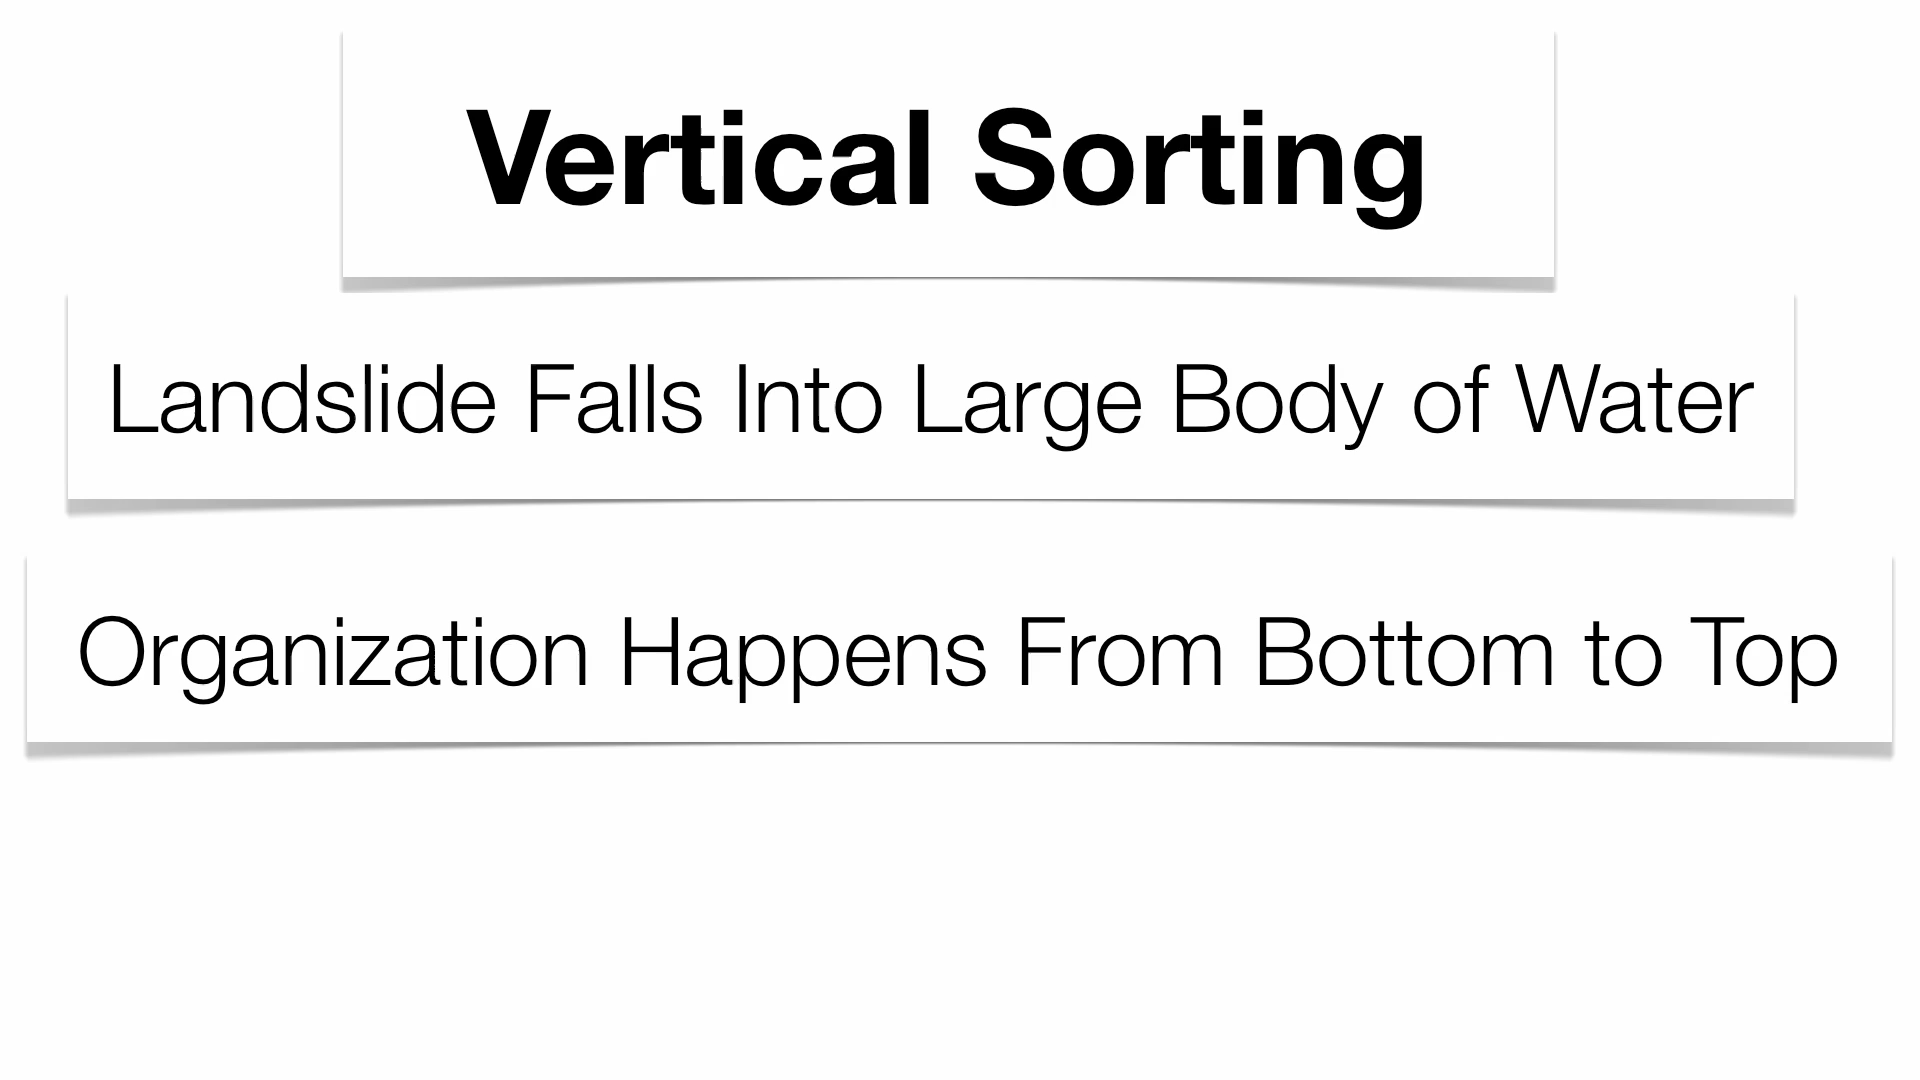 Vertical Sorting
Landslide Falls Into Large Body of Water
Organization Happens From Bottom to Top